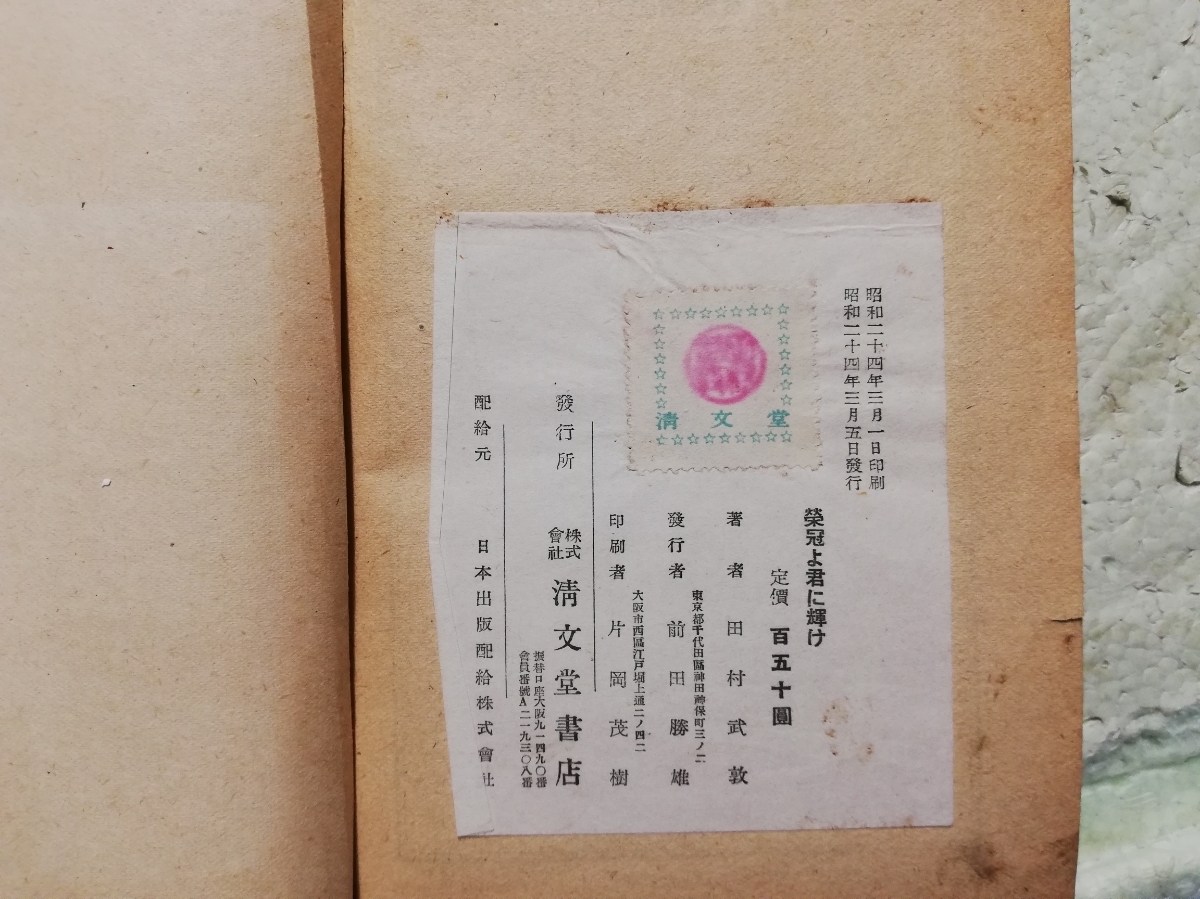 昭和二十四年三月一日印刷
昭和二十四年三月五日發行
榮冠よ君に輝け
定價 百五十圓
著者 田村武敦
東京都千代田區神田神保町三ノ二
發行者 前田勝雄
大阪市西區江戸堀上通二ノ四二
印刷者 片岡茂樹
發行所 株式會社 淸文堂書店
振替口座大阪九一四九〇番
會員番號A二一九三〇八番
配給元 日本出版配給株式會社
淸文堂